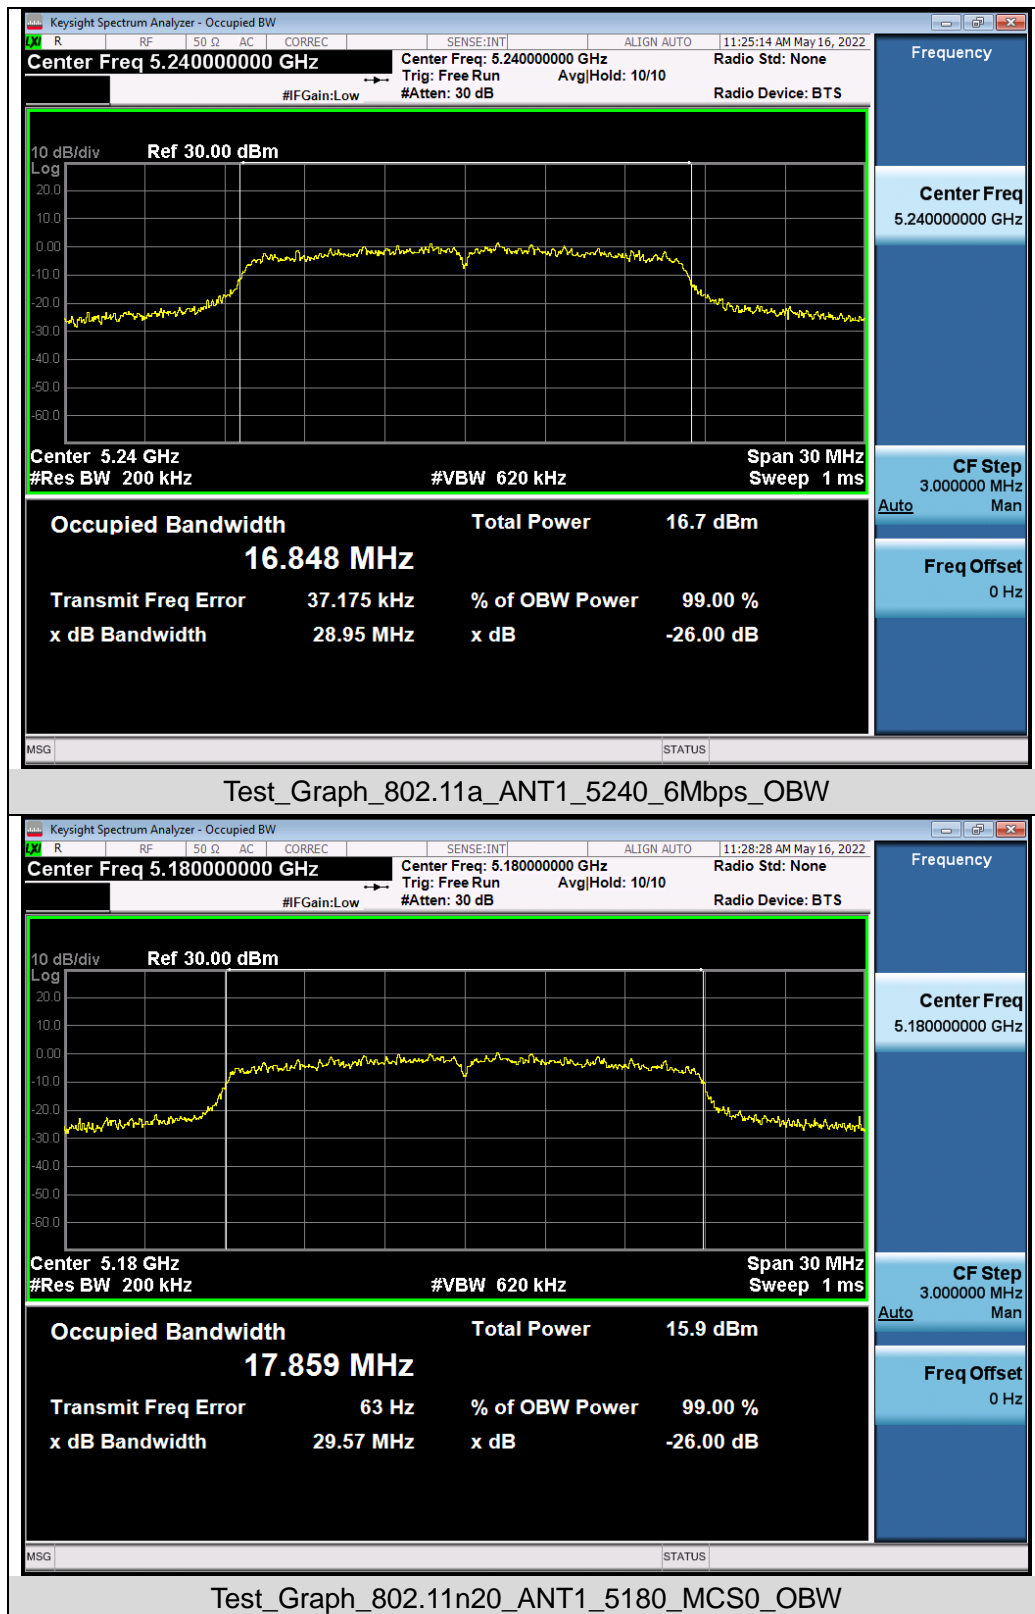 Keysight Spectrum Analyzer - Occupied BW
LXI R RF 50 Ω AC CORREC SENSE:INT ALIGN AUTO 11:25:14 AM May 16, 2022
Center Freq 5.240000000 GHz
Center Freq: 5.240000000 GHz Radio Std: None
Trig: Free Run Avg|Hold: 10/10
#IFGain:Low #Atten: 30 dB Radio Device: BTS
Frequency
10 dB/div Ref 30.00 dBm
Log
20.0
10.0
0.00
-10.0
-20.0
-30.0
-40.0
-50.0
-60.0
Center 5.24 GHz Span 30 MHz
#Res BW 200 kHz #VBW 620 kHz Sweep 1 ms
Center Freq
5.240000000 GHz
CF Step
3.000000 MHz
Auto Man
Freq Offset
0 Hz
Occupied Bandwidth Total Power 16.7 dBm
16.848 MHz
Transmit Freq Error 37.175 kHz % of OBW Power 99.00 %
x dB Bandwidth 28.95 MHz x dB -26.00 dB
MSG STATUS
Test_Graph_802.11a_ANT1_5240_6Mbps_OBW
Keysight Spectrum Analyzer - Occupied BW
LXI R RF 50 Ω AC CORREC SENSE:INT ALIGN AUTO 11:28:28 AM May 16, 2022
Center Freq 5.180000000 GHz
Center Freq: 5.180000000 GHz Radio Std: None
Trig: Free Run Avg|Hold: 10/10
#IFGain:Low #Atten: 30 dB Radio Device: BTS
Frequency
10 dB/div Ref 30.00 dBm
Log
20.0
10.0
0.00
-10.0
-20.0
-30.0
-40.0
-50.0
-60.0
Center 5.18 GHz Span 30 MHz
#Res BW 200 kHz #VBW 620 kHz Sweep 1 ms
Center Freq
5.180000000 GHz
CF Step
3.000000 MHz
Auto Man
Freq Offset
0 Hz
Occupied Bandwidth Total Power 15.9 dBm
17.859 MHz
Transmit Freq Error 63 Hz % of OBW Power 99.00 %
x dB Bandwidth 29.57 MHz x dB -26.00 dB
MSG STATUS
Test_Graph_802.11n20_ANT1_5180_MCS0_OBW